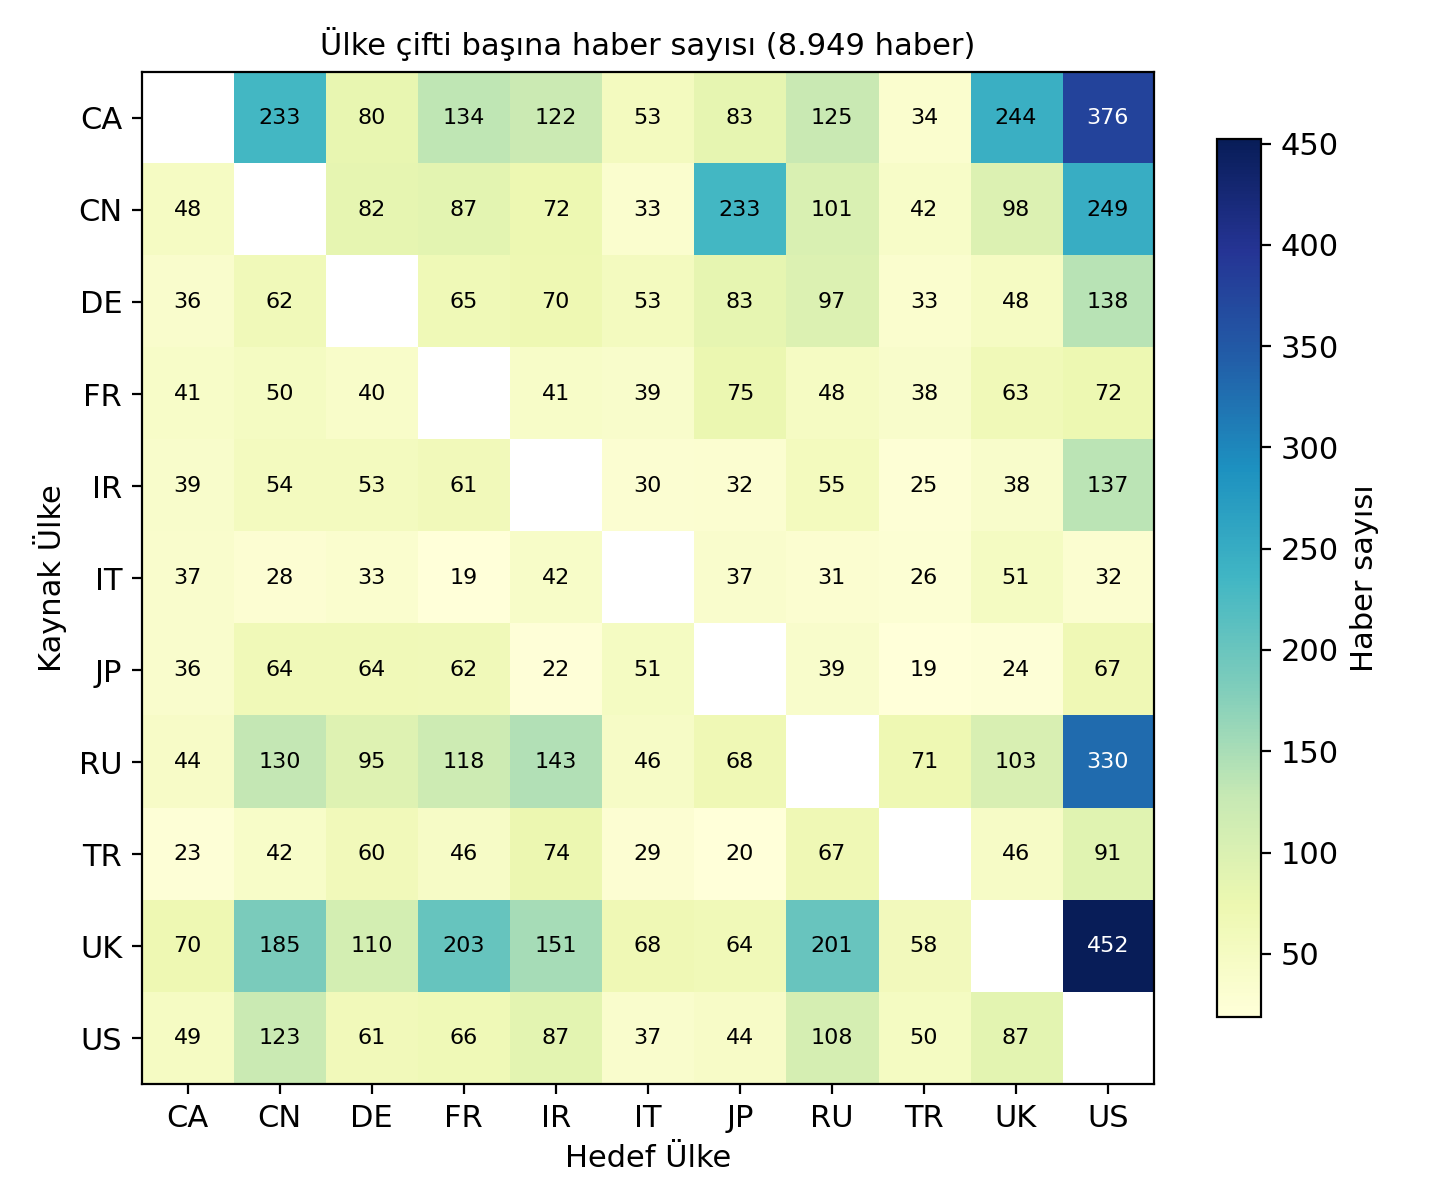 Ülke çifti başına haber sayısı (8.949 haber)
CA 233 80 134 122 53 83 125 34 244 376
CN 48 82 87 72 33 233 101 42 98 249
DE 36 62 65 70 53 83 97 33 48 138
FR 41 50 40 41 39 75 48 38 63 72
IR 39 54 53 61 30 32 55 25 38 137
IT 37 28 33 19 42 37 31 26 51 32
JP 36 64 64 62 22 51 39 19 24 67
RU 44 130 95 118 143 46 68 71 103 330
TR 23 42 60 46 74 29 20 67 46 91
UK 70 185 110 203 151 68 64 201 58 452
US 49 123 61 66 87 37 44 108 50 87
CA CN DE FR IR IT JP RU TR UK US
Hedef Ülke
Kaynak Ülke
450
400
350
300
250
200
150
100
50
Haber sayısı